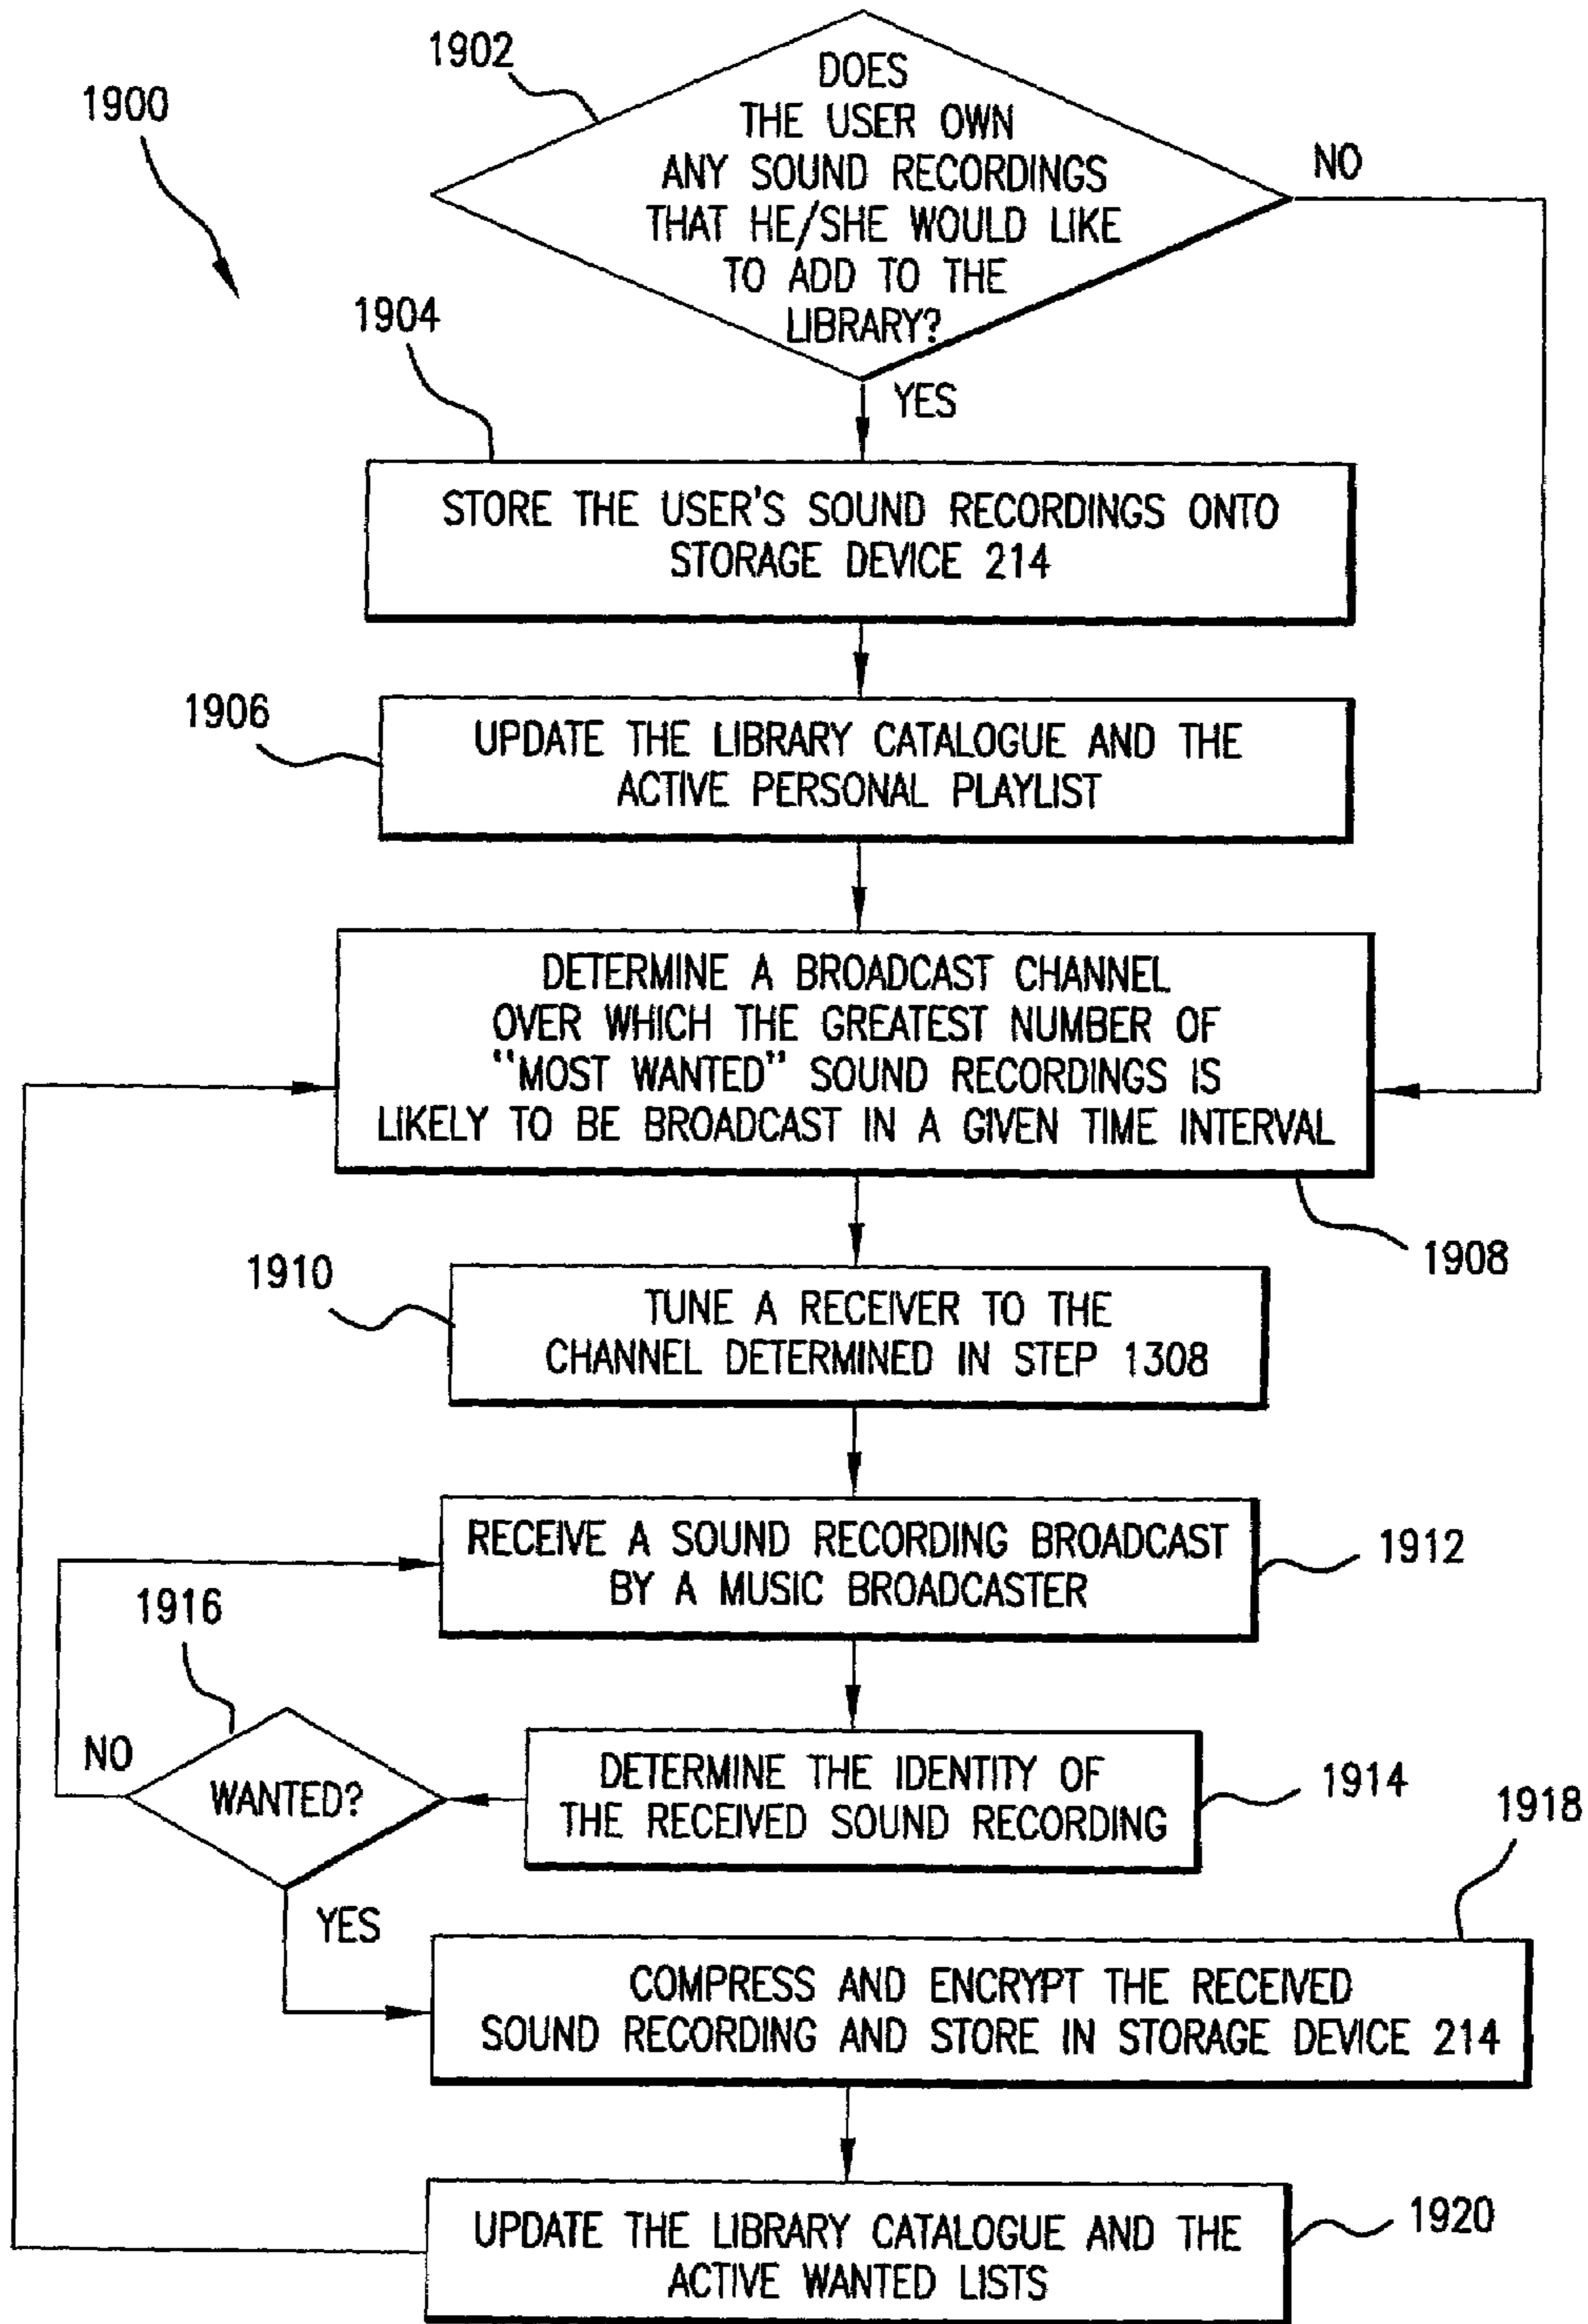 1902
DOES
THE USER OWN
ANY SOUND RECORDINGS
THAT HE/SHE WOULD LIKE
TO ADD TO THE
LIBRARY?
NO
1900
YES
1904
STORE THE USER'S SOUND RECORDINGS ONTO
STORAGE DEVICE 214
1906
UPDATE THE LIBRARY CATALOGUE AND THE
ACTIVE PERSONAL PLAYLIST
DETERMINE A BROADCAST CHANNEL
OVER WHICH THE GREATEST NUMBER OF
"MOST WANTED" SOUND RECORDINGS IS
LIKELY TO BE BROADCAST IN A GIVEN TIME INTERVAL
1908
1910
TUNE A RECEIVER TO THE
CHANNEL DETERMINED IN STEP 1308
RECEIVE A SOUND RECORDING BROADCAST
BY A MUSIC BROADCASTER
1912
DETERMINE THE IDENTITY OF
THE RECEIVED SOUND RECORDING
1914
1916
WANTED?
NO
YES
1918
COMPRESS AND ENCRYPT THE RECEIVED
SOUND RECORDING AND STORE IN STORAGE DEVICE 214
UPDATE THE LIBRARY CATALOGUE AND THE
ACTIVE WANTED LISTS
1920